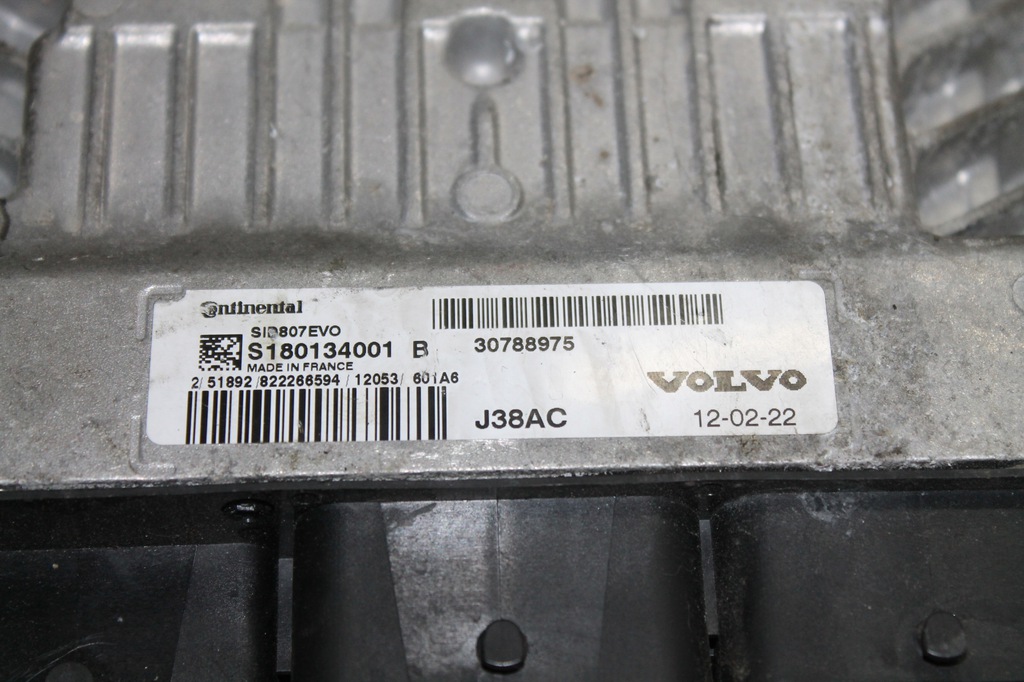 Continental
SID807EVO
S180134001 B
MADE IN FRANCE
2/ 51892 /822266594 /12053/ 601A6
30788975
VOLVO
J38AC
12-02-22